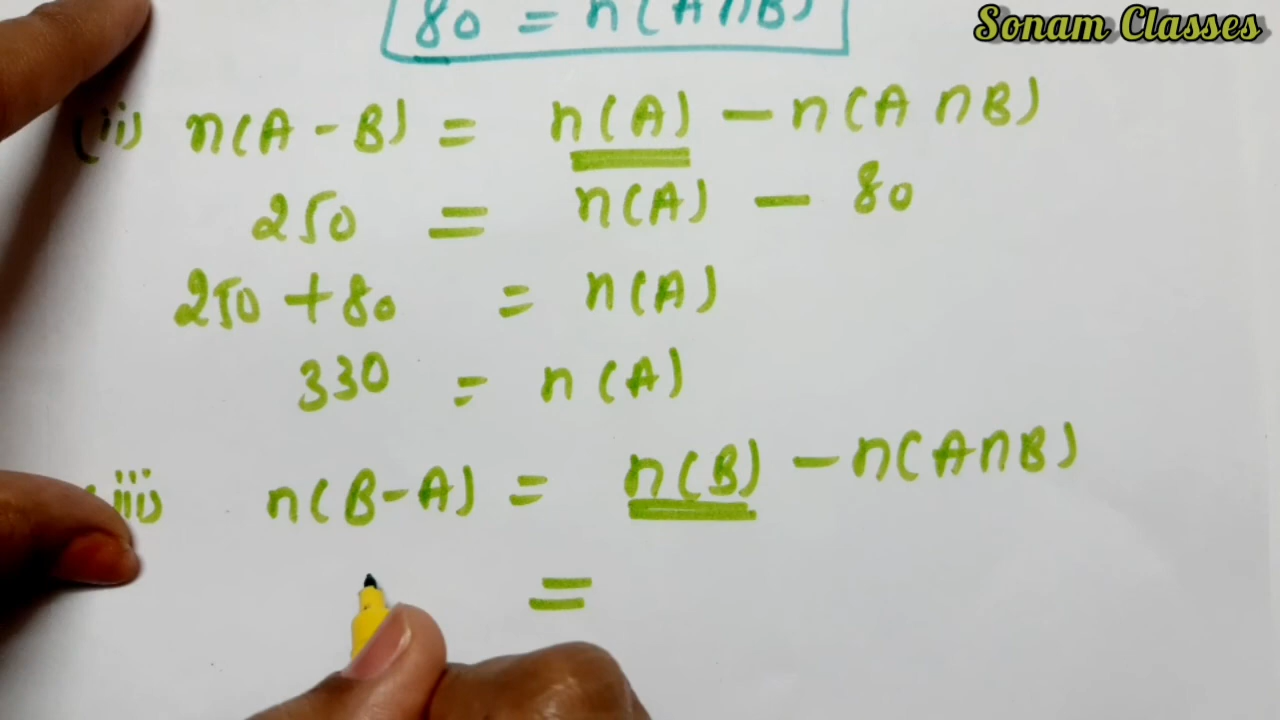 80 = n(A∩B)
Sonam Classes
(ii) n(A - B) = n(A) - n(A ∩ B)
250 = n(A) - 80
250 + 80 = n(A)
330 = n(A)
(iii) n(B - A) = n(B) - n(A∩B)
=